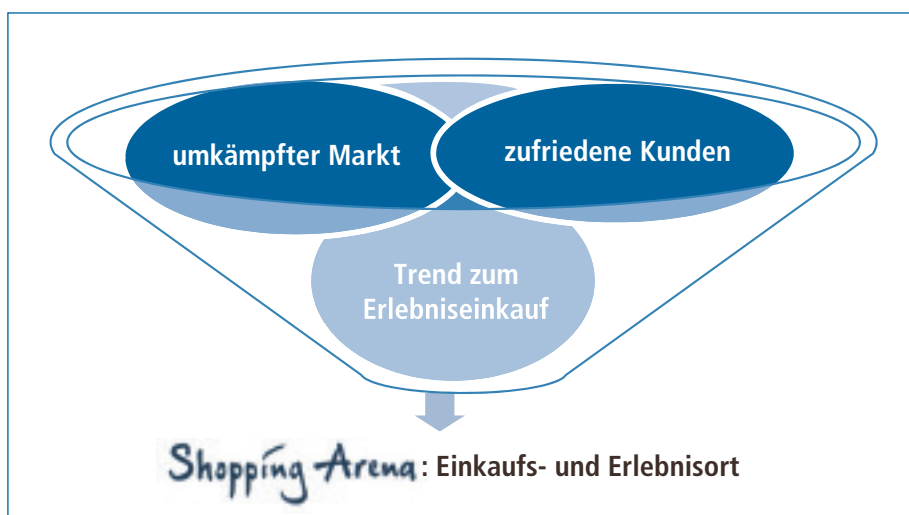 umkämpfter Markt
zufriedene Kunden
Trend zum
Erlebniseinkauf
Shopping Arena: Einkaufs- und Erlebnisort